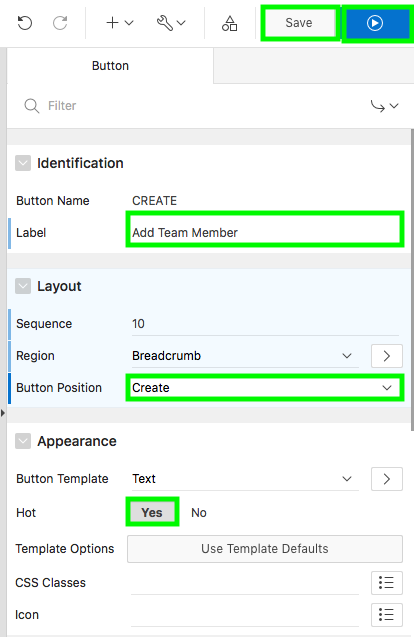 Save
Button
Filter
Identification
Button Name CREATE
Label Add Team Member
Layout
Sequence 10
Region Breadcrumb
Button Position Create
Appearance
Button Template Text
Hot Yes No
Template Options Use Template Defaults
CSS Classes
Icon